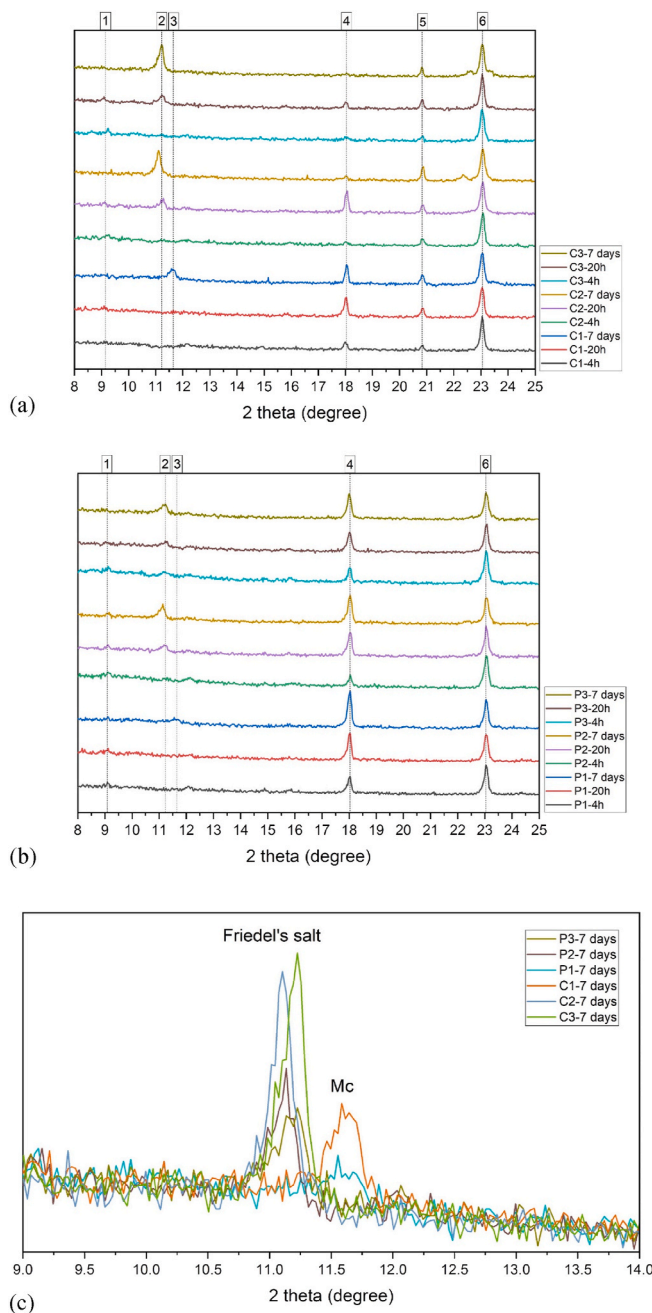 1 2 3 4 5 6
C3-7 days
C3-20h
C3-4h
C2-7 days
C2-20h
C2-4h
C1-7 days
C1-20h
C1-4h
8 9 10 11 12 13 14 15 16 17 18 19 20 21 22 23 24 25
(a)
2 theta (degree)
1 2 3 4 6
P3-7 days
P3-20h
P3-4h
P2-7 days
P2-20h
P2-4h
P1-7 days
P1-20h
P1-4h
8 9 10 11 12 13 14 15 16 17 18 19 20 21 22 23 24 25
(b)
2 theta (degree)
Friedel's salt
P3-7 days
P2-7 days
P1-7 days
C1-7 days
C2-7 days
C3-7 days
Mc
9.0 9.5 10.0 10.5 11.0 11.5 12.0 12.5 13.0 13.5 14.0
2 theta (degree)
(c)